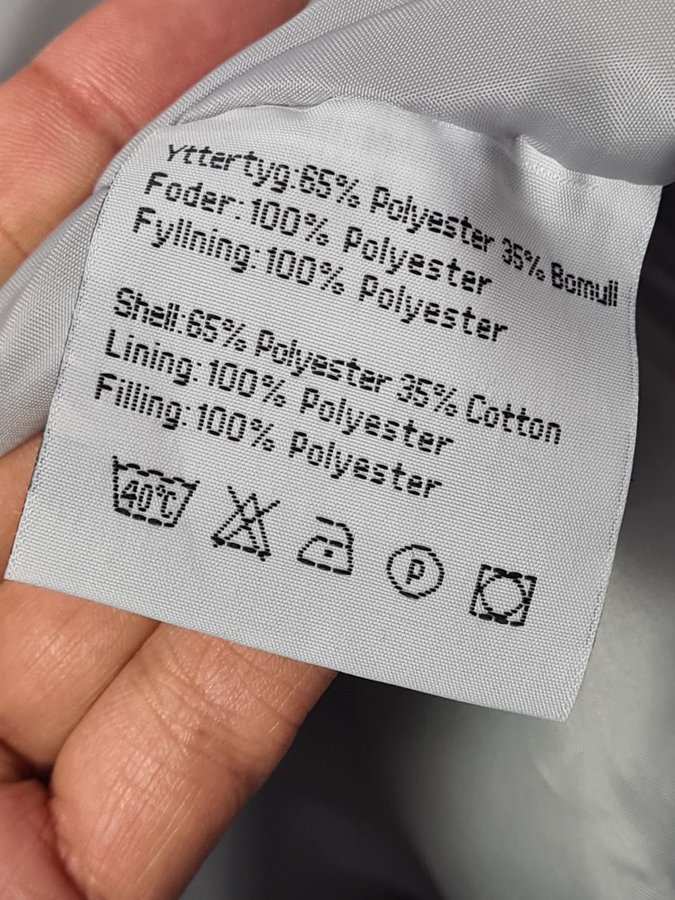 Yttertyg:65% Polyester 35% Bomull
Foder:100% Polyester
Fyllning:100% Polyester
Shell:65% Polyester 35% Cotton
Lining:100% Polyester
Filling:100% Polyester
40°C
P